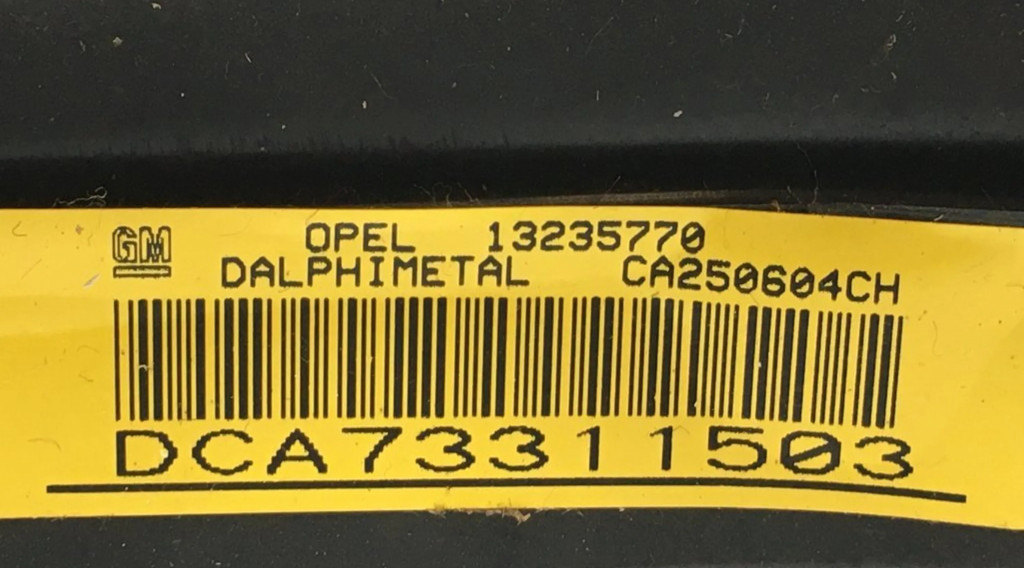 GM OPEL 13235770
DALPHIMETAL CA250604CH
DCA73311503